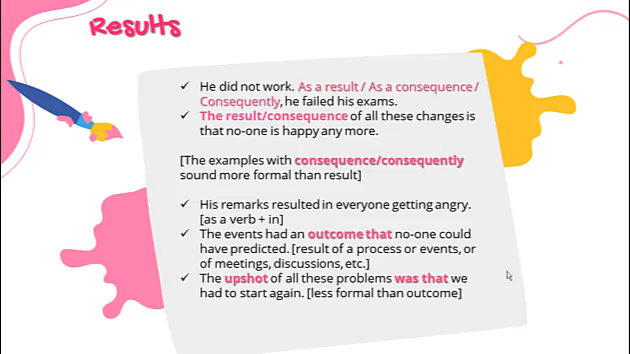 Results
✓ He did not work. As a result / As a consequence /
Consequently, he failed his exams.
✓ The result/consequence of all these changes is
that no-one is happy any more.
[The examples with consequence/consequently
sound more formal than result]
✓ His remarks resulted in everyone getting angry.
[as a verb + in]
✓ The events had an outcome that no-one could
have predicted. [result of a process or events, or
of meetings, discussions, etc.]
✓ The upshot of all these problems was that we
had to start again. [less formal than outcome]